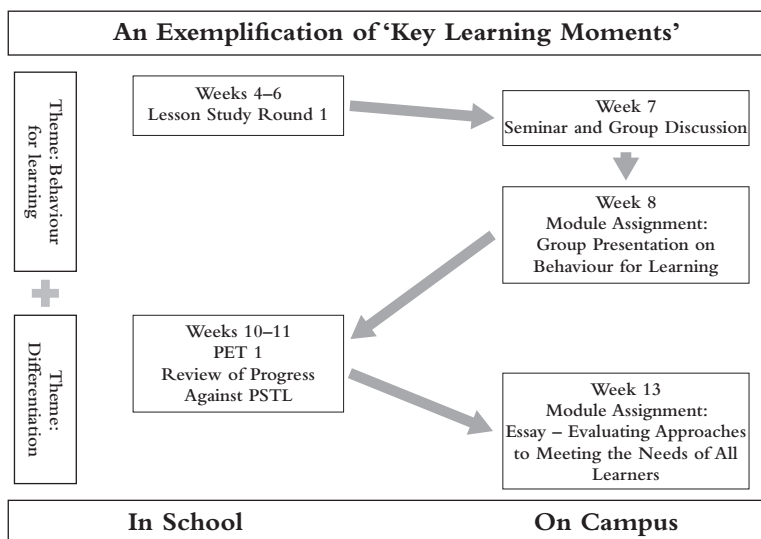 An Exemplification of ‘Key Learning Moments’
Theme: Behaviour
for learning
Weeks 4–6
Lesson Study Round 1
Week 7
Seminar and Group Discussion
Week 8
Module Assignment:
Group Presentation on
Behaviour for Learning
Theme:
Differentiation
Weeks 10–11
PET 1
Review of Progress
Against PSTL
Week 13
Module Assignment:
Essay – Evaluating Approaches
to Meeting the Needs of All
Learners
In School
On Campus